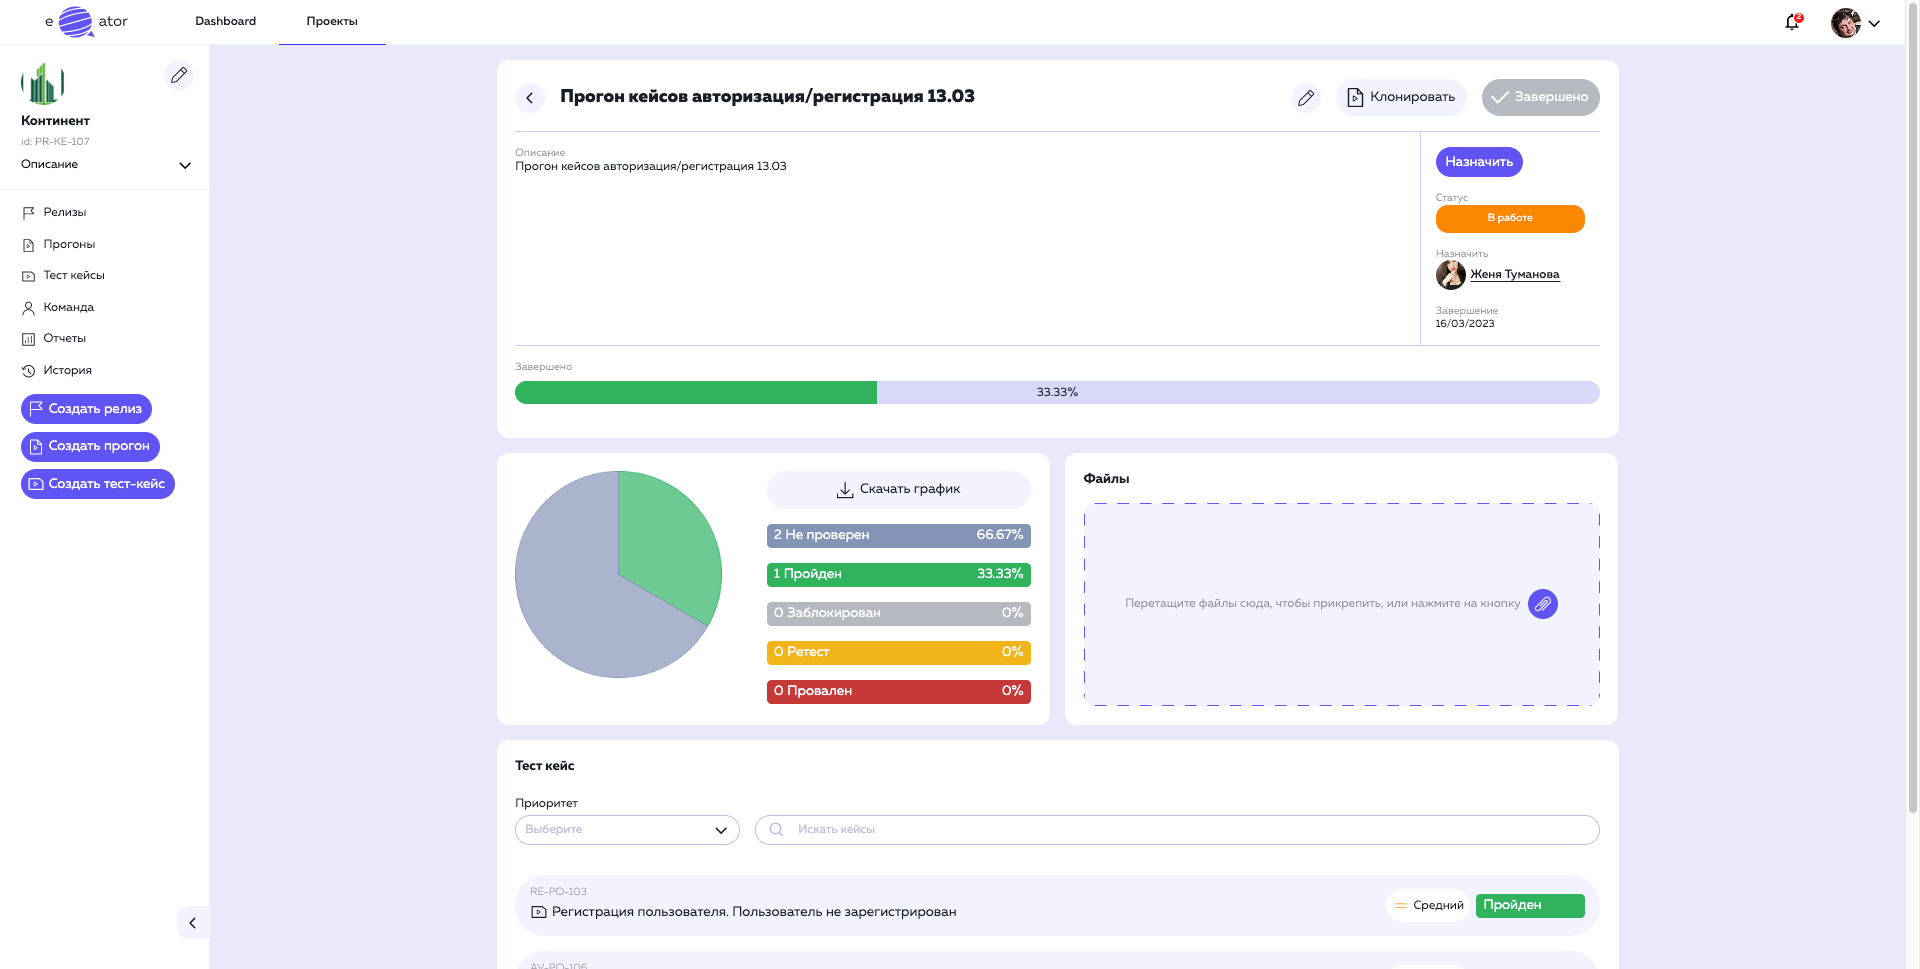 e ator
Dashboard
Проекты
2
Континент
id: PR-KE-107
Описание
Релизы
Прогоны
Тест кейсы
Команда
Отчеты
История
Создать релиз
Создать прогон
Создать тест-кейс
Прогон кейсов авторизация/регистрация 13.03
Клонировать
Завершено
Описание
Прогон кейсов авторизация/регистрация 13.03
Назначить
Статус
В работе
Назначить
Женя Туманова
Завершение
16/03/2023
Завершено
33.33%
Скачать график
2 Не проверен 66.67%
1 Пройден 33.33%
0 Заблокирован 0%
0 Ретест 0%
0 Провален 0%
Файлы
Перетащите файлы сюда, чтобы прикрепить, или нажмите на кнопку
Тест кейс
Приоритет
Выберите
Искать кейсы
RE-PO-103
Регистрация пользователя. Пользователь не зарегистрирован
Средний
Пройден
AV-PO-106